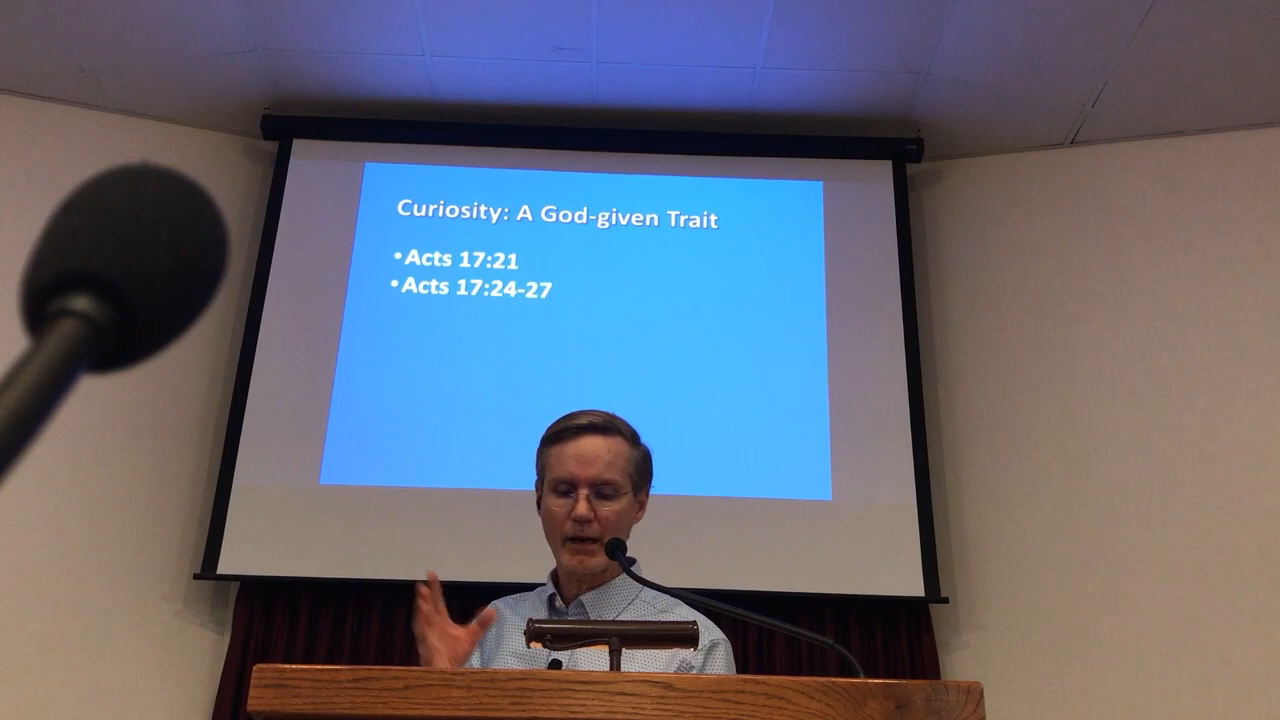 Curiosity: A God-given Trait
•Acts 17:21
•Acts 17:24-27